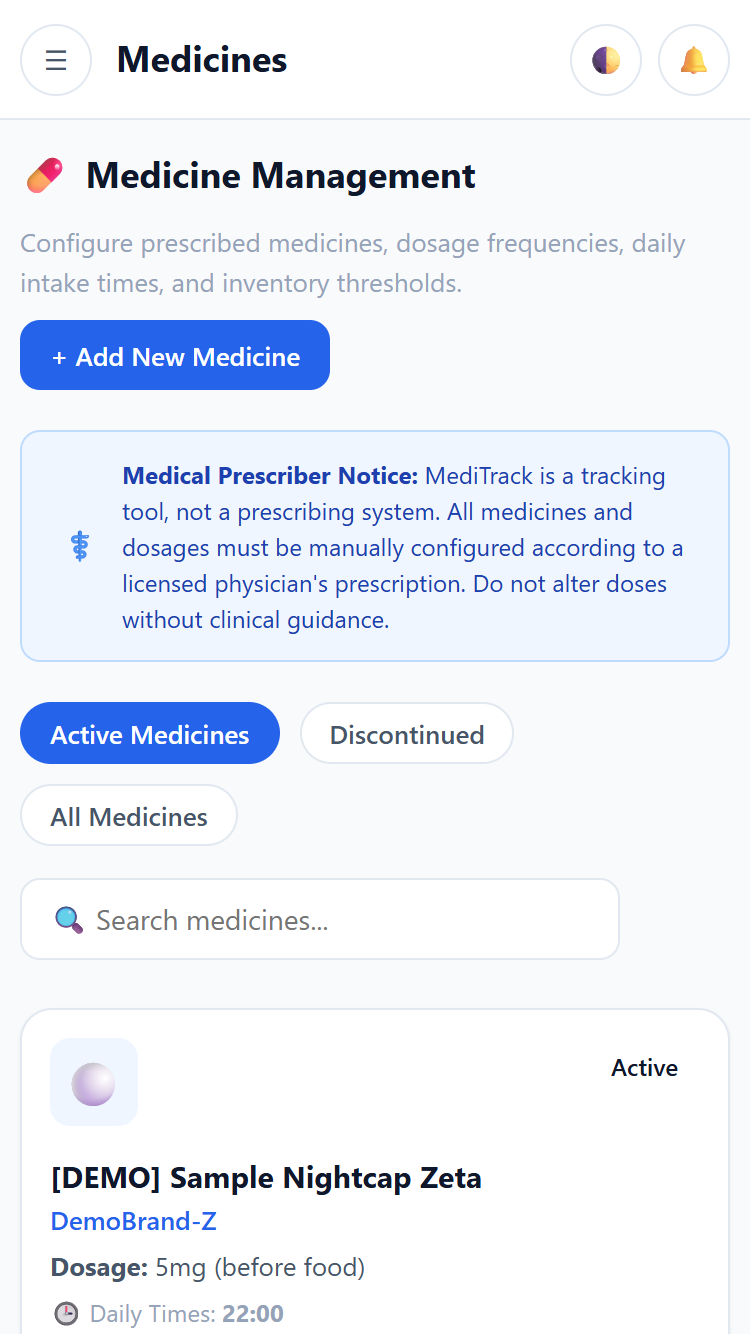 ☰ Medicines
Medicine Management
Configure prescribed medicines, dosage frequencies, daily
intake times, and inventory thresholds.
+ Add New Medicine
Medical Prescriber Notice: MediTrack is a tracking
tool, not a prescribing system. All medicines and
dosages must be manually configured according to a
licensed physician's prescription. Do not alter doses
without clinical guidance.
Active Medicines
Discontinued
All Medicines
Search medicines...
Active
[DEMO] Sample Nightcap Zeta
DemoBrand-Z
Dosage: 5mg (before food)
Daily Times: 22:00